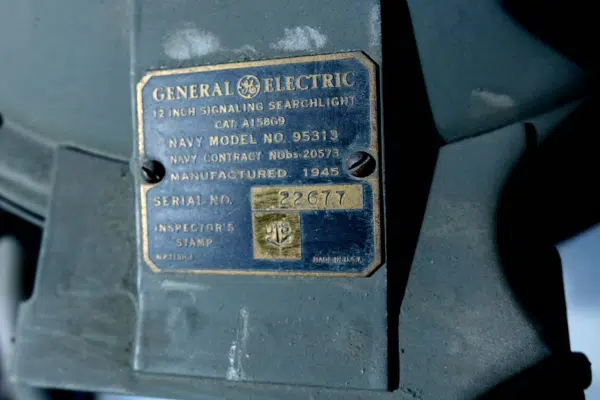 GENERAL GE ELECTRIC
12 INCH SIGNALING SEARCHLIGHT
CAT. A15869
NAVY MODEL NO. 95313
NAVY CONTRACT NObs-20573
MANUFACTURED 1945
SERIAL NO. 22677
INSPECTOR'S
STAMP
MADE IN U.S.A.